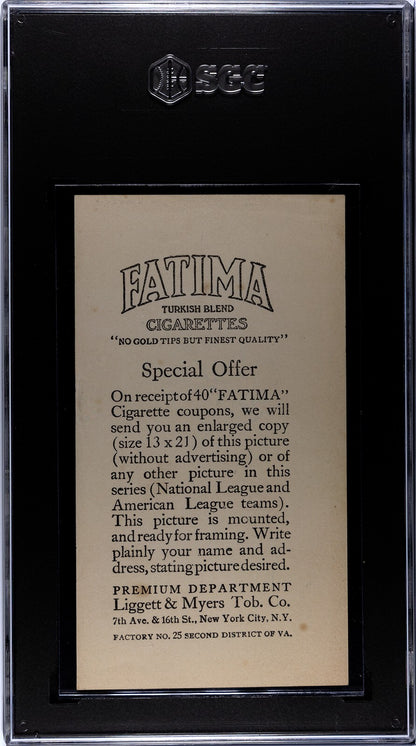 SGC
FATIMA
TURKISH BLEND
CIGARETTES
"NO GOLD TIPS BUT FINEST QUALITY"
Special Offer
On receipt of 40 "FATIMA"
Cigarette coupons, we will
send you an enlarged copy
(size 13 x 21) of this picture
(without advertising) or of
any other picture in this
series (National League and
American League teams).
This picture is mounted,
and ready for framing. Write
plainly your name and ad-
dress, stating picture desired.
PREMIUM DEPARTMENT
Liggett & Myers Tob. Co.
7th Ave. & 16th St., New York City, N.Y.
FACTORY NO. 25 SECOND DISTRICT OF VA.